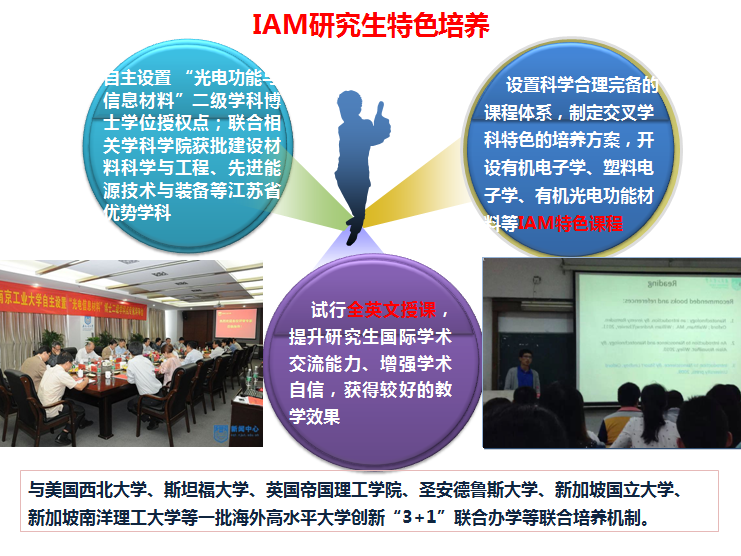 IAM研究生特色培养
自主设置 “光电功能与
信息材料”二级学科博
士学位授权点；联合相
关学科学院获批建设材
料科学与工程、先进能
源技术与装备等江苏省
优势学科
设置科学合理完备的
课程体系，制定交叉学
科特色的培养方案，开
设有机电子学、塑料电
子学、有机光电功能材
料等IAM特色课程
南京工业大学自主设置“光电信息材料”博士二级学科
新闻中心
试行全英文授课，
提升研究生国际学术
交流能力、增强学术
自信，获得较好的教
学效果
Reading
Recommended books and references:
与美国西北大学、斯坦福大学、英国帝国理工学院、圣安德鲁斯大学、新加坡国立大学、
新加坡南洋理工大学等一批海外高水平大学创新“3+1”联合办学等联合培养机制。